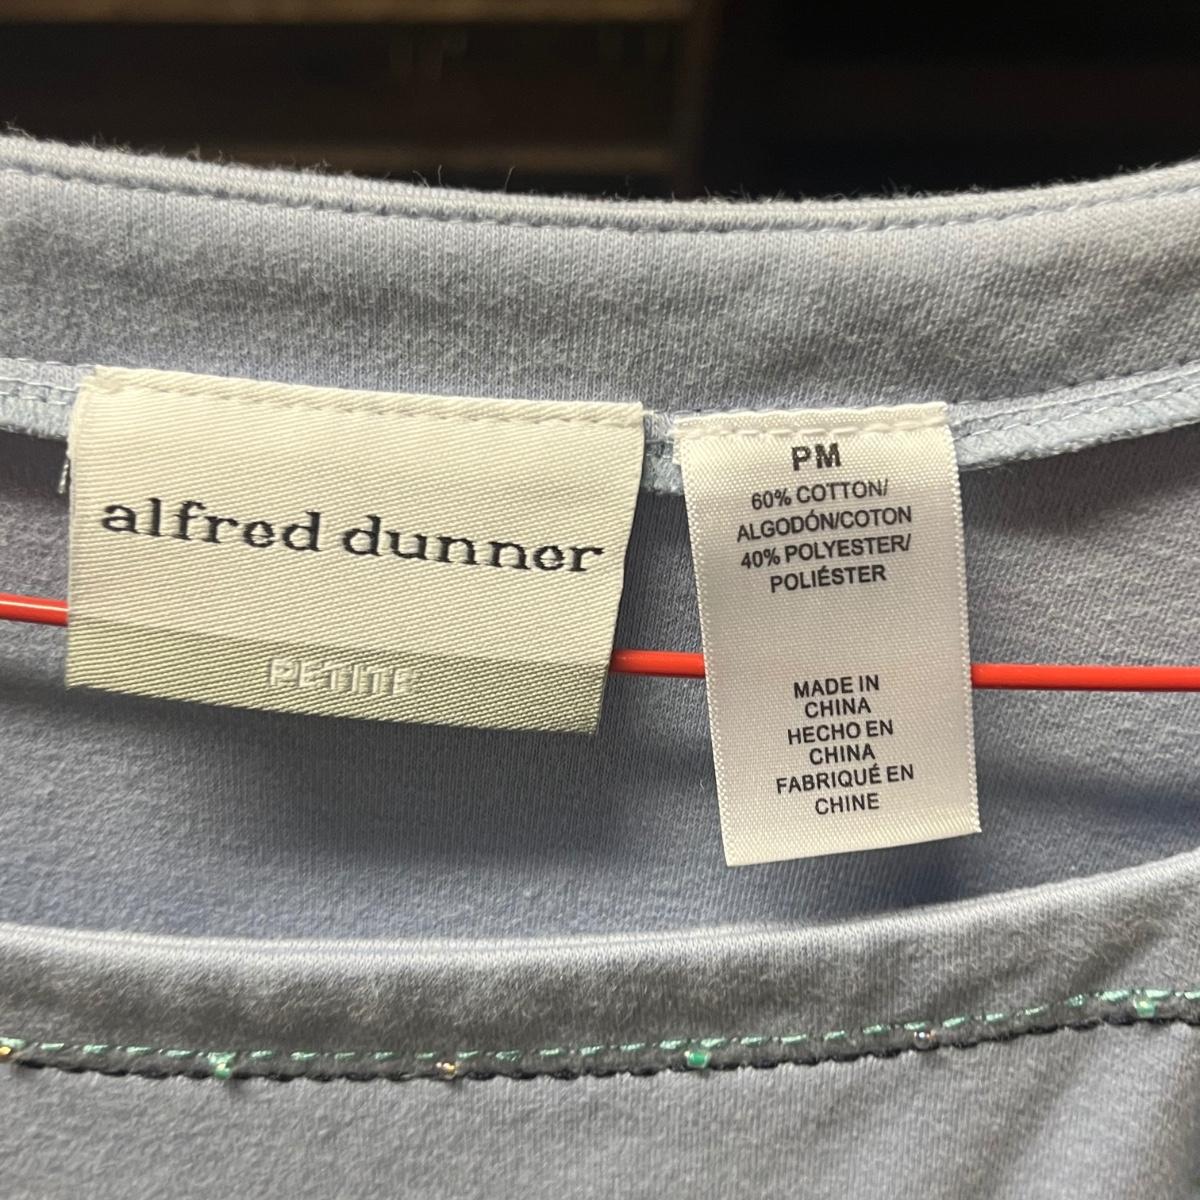 alfred dunner
PETITE
PM
60% COTTON/
ALGODÓN/COTON
40% POLYESTER/
POLIÉSTER
MADE IN
CHINA
HECHO EN
CHINA
FABRIQUÉ EN
CHINE